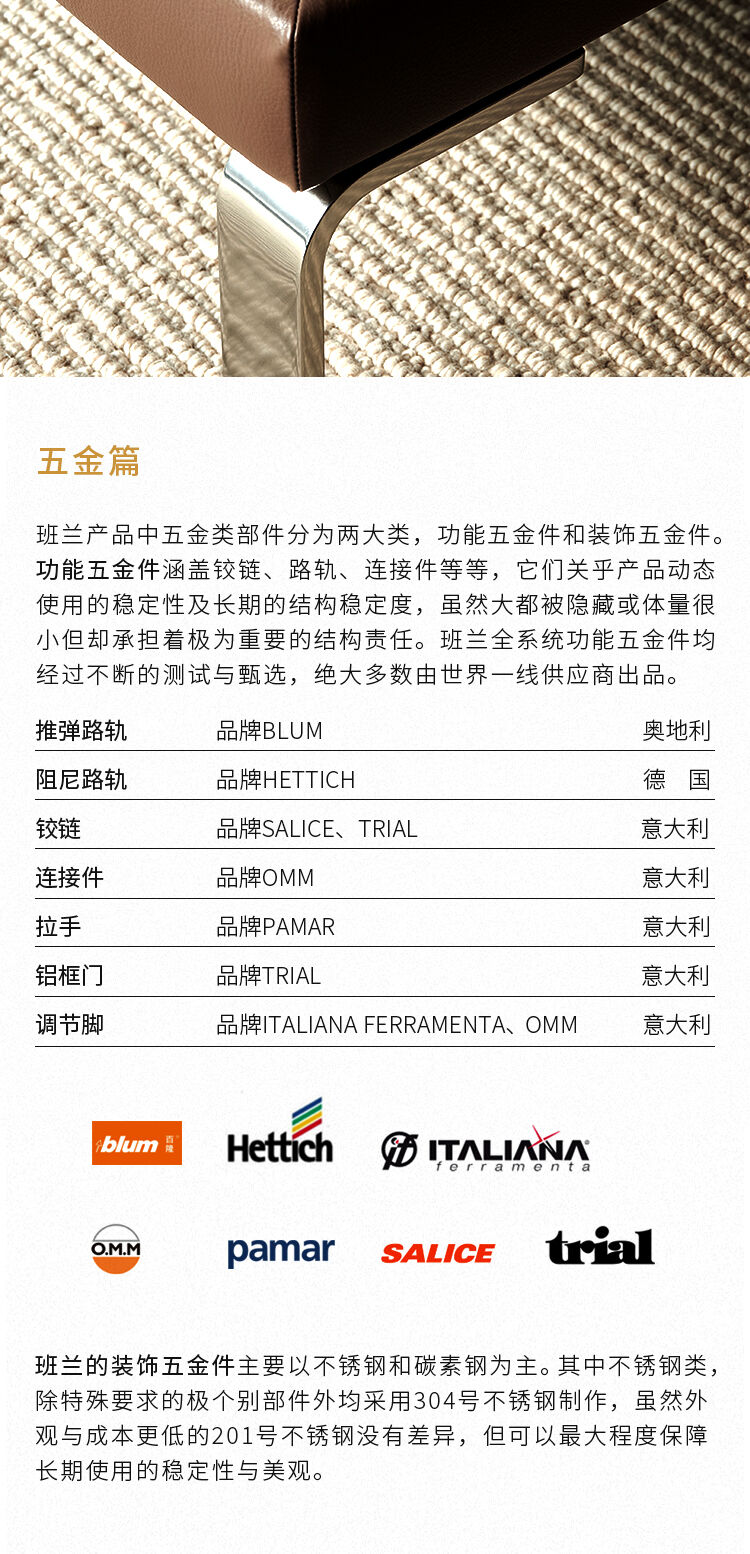 五金篇
班兰产品中五金类部件分为两大类，功能五金件和装饰五金件。
功能五金件涵盖铰链、路轨、连接件等等，它们关乎产品动态
使用的稳定性及长期的结构稳定度，虽然大都被隐藏或体量很
小但却承担着极为重要的结构责任。班兰全系统功能五金件均
经过不断的测试与甄选，绝大多数由世界一线供应商出品。
推弹路轨 品牌BLUM 奥地利
阻尼路轨 品牌HETTICH 德 国
铰链 品牌SALICE、TRIAL 意大利
连接件 品牌OMM 意大利
拉手 品牌PAMAR 意大利
铝框门 品牌TRIAL 意大利
调节脚 品牌ITALIANA FERRAMENTA、OMM 意大利
blum 百隆
Hettich
ITALIANA
ferramenta
O.M.M
pamar
SALICE
trial
班兰的装饰五金件主要以不锈钢和碳素钢为主。其中不锈钢类，
除特殊要求的极个别部件外均采用304号不锈钢制作，虽然外
观与成本更低的201号不锈钢没有差异，但可以最大程度保障
长期使用的稳定性与美观。